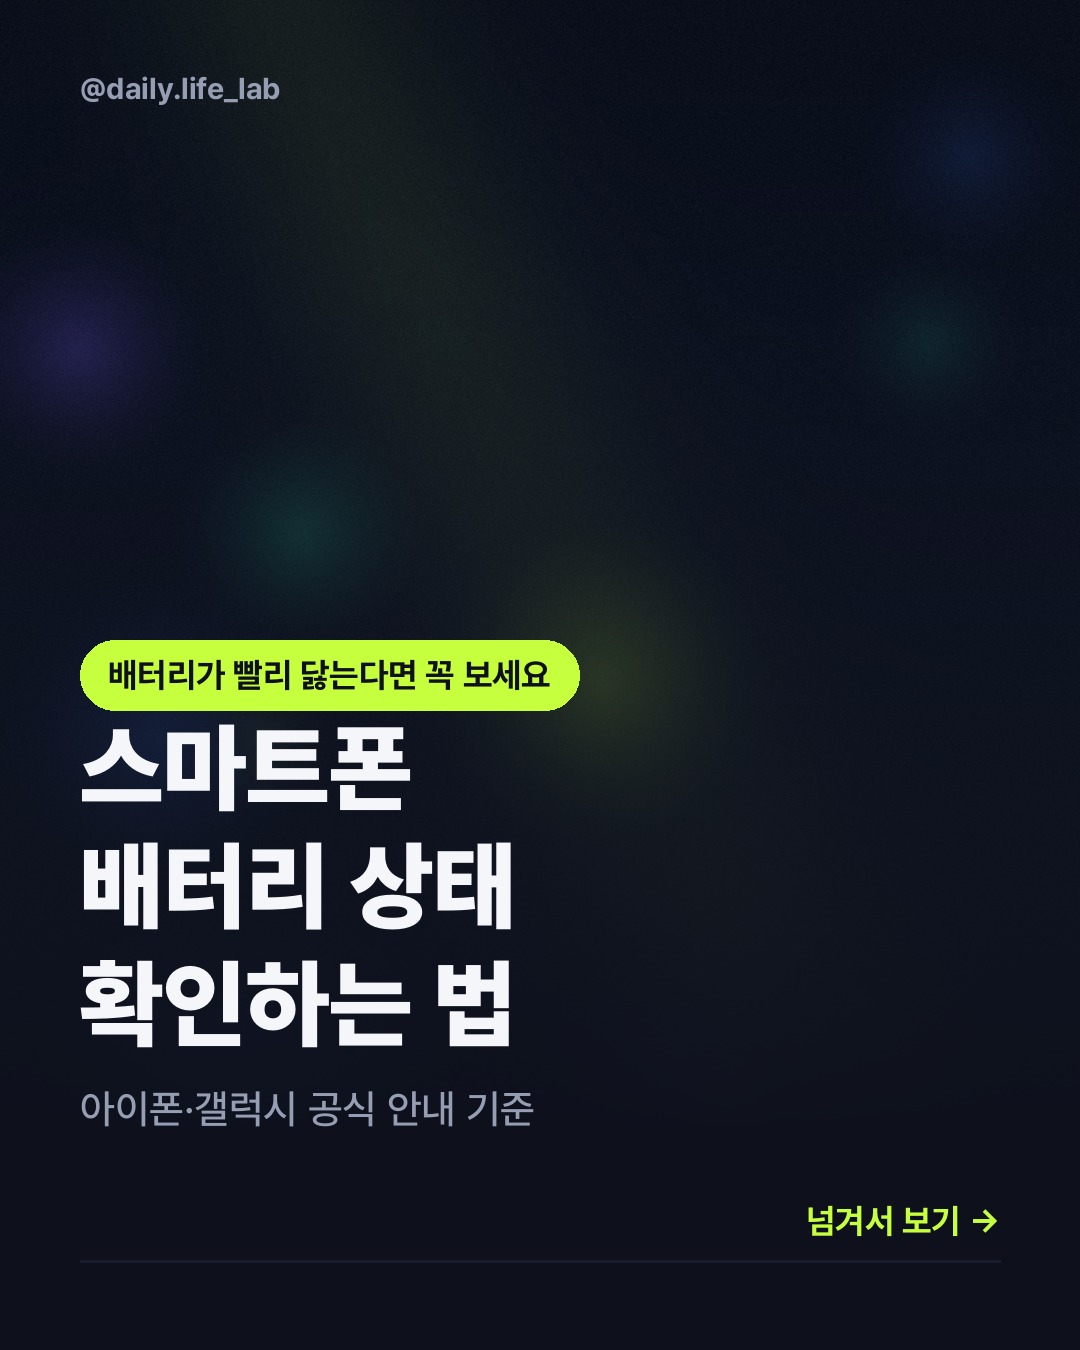 @daily.life_lab
배터리가 빨리 닳는다면 꼭 보세요
스마트폰
배터리 상태
확인하는 법
아이폰·갤럭시 공식 안내 기준
넘겨서 보기 →